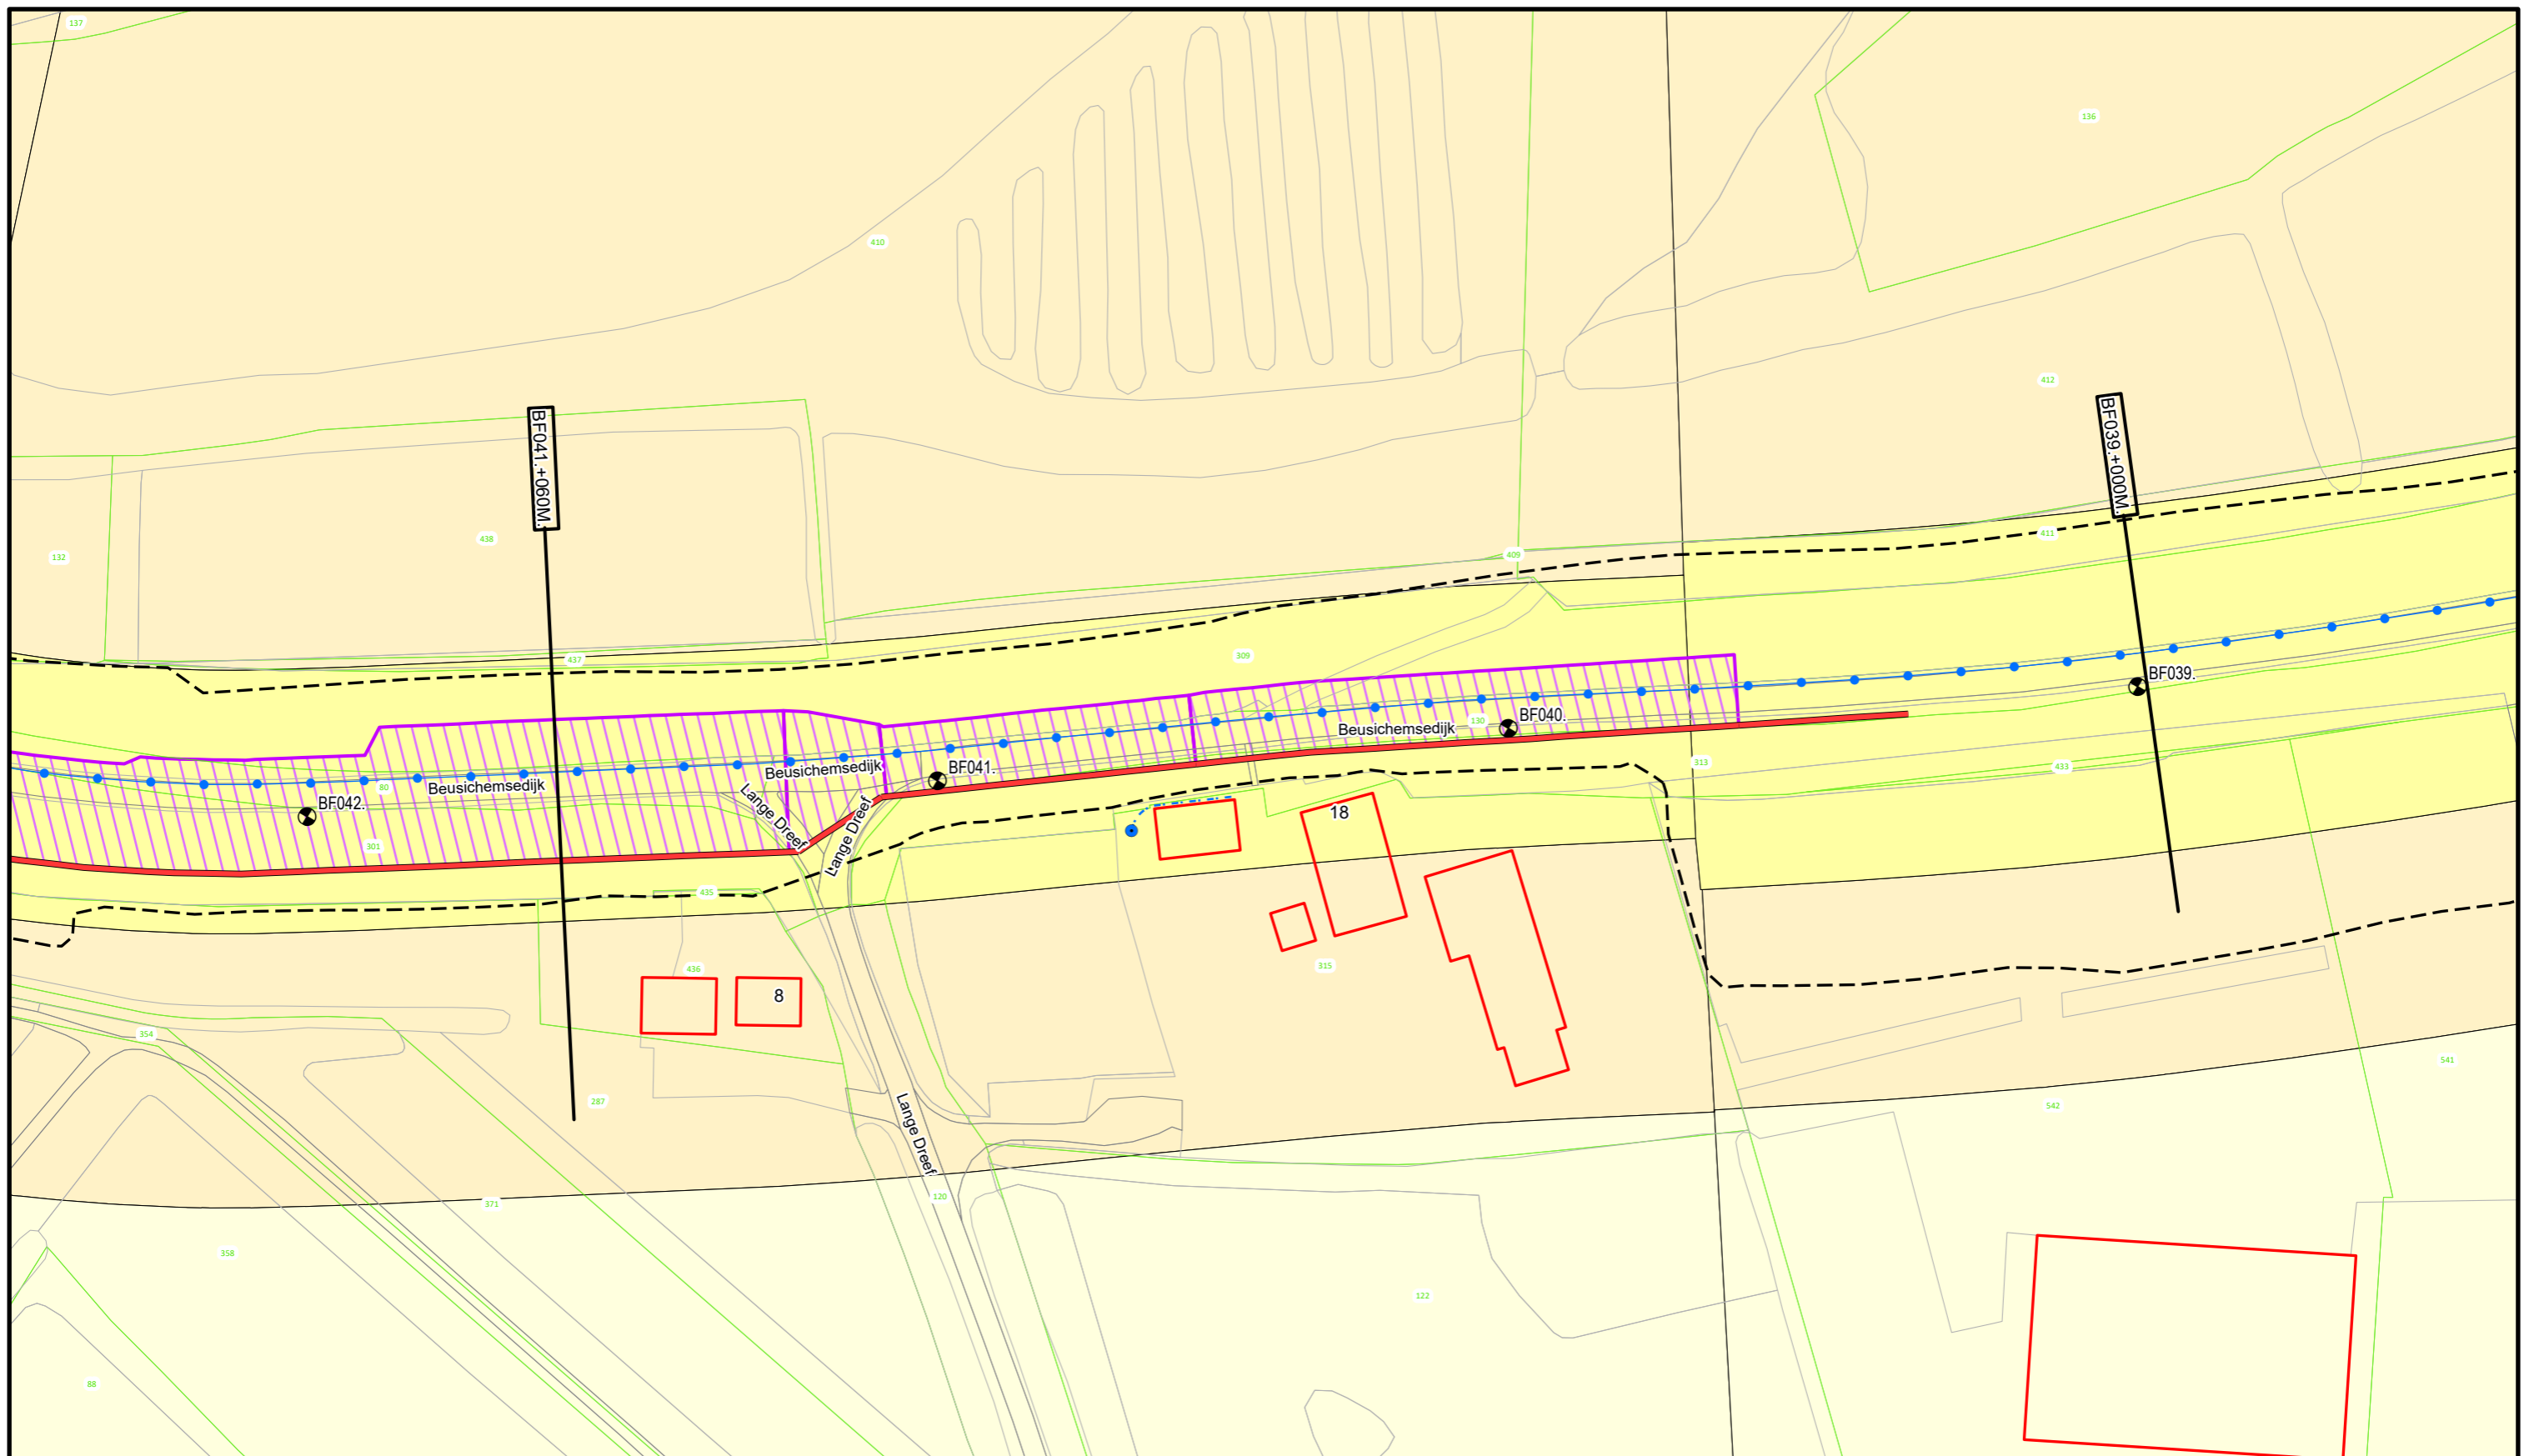 137
136
410
412
BF041.+060M.
BF039.+000M.
438
132
411
409
437
309
BF039.
130
BF040.
Beusichemsedijk
313
433
Beusichemsedijk
BF041.
80
Beusichemsedijk
BF042.
Lange Dreef
Lange Dreef
18
301
435
436
315
8
354
541
287
542
Lange Dreef
120
371
358
122
88